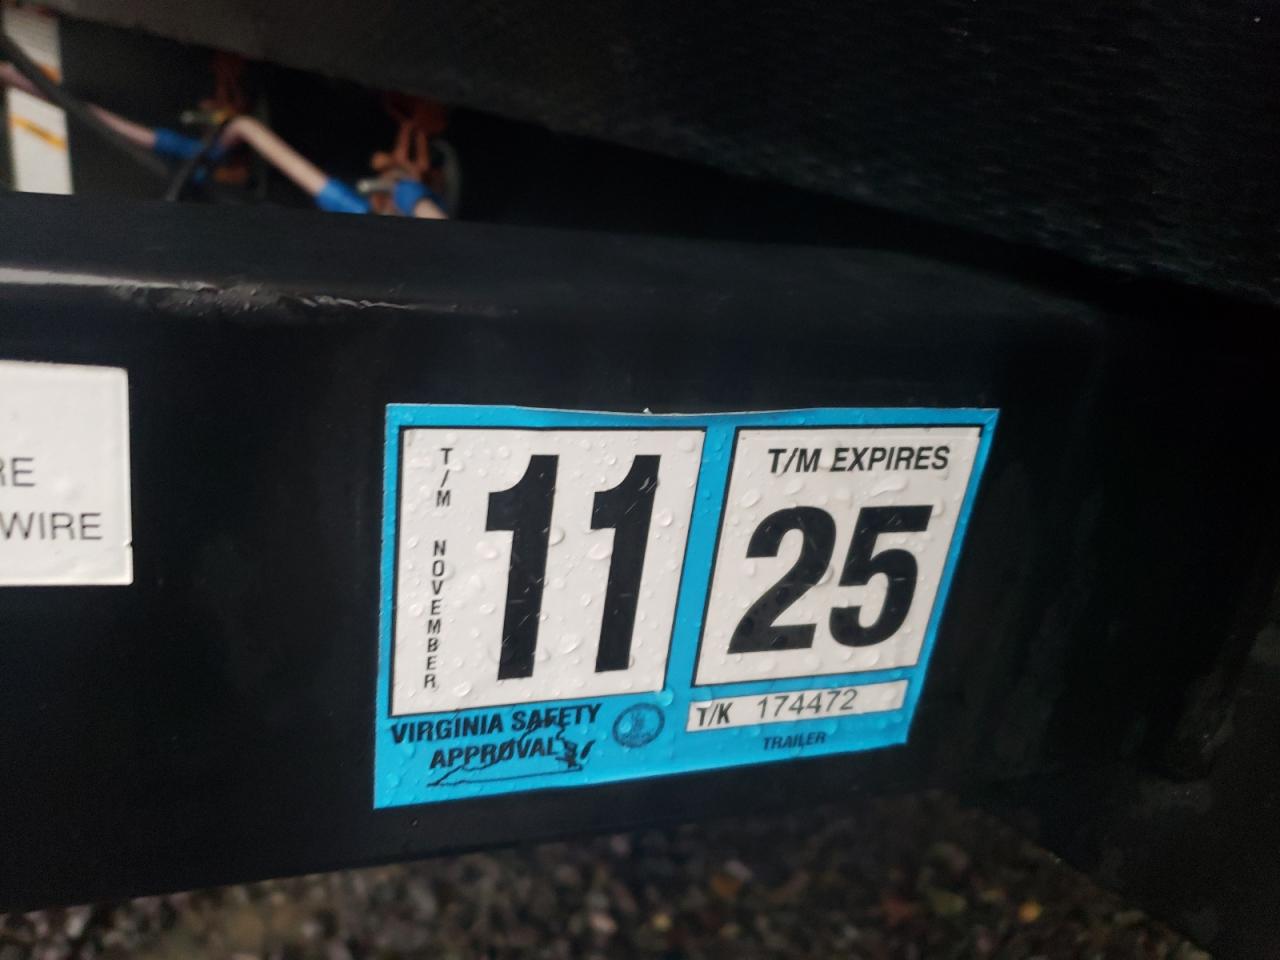 RE
WIRE
T/M NOVEMBER
11
T/M EXPIRES
25
VIRGINIA SAFETY
APPROVAL
T/K 174472
TRAILER